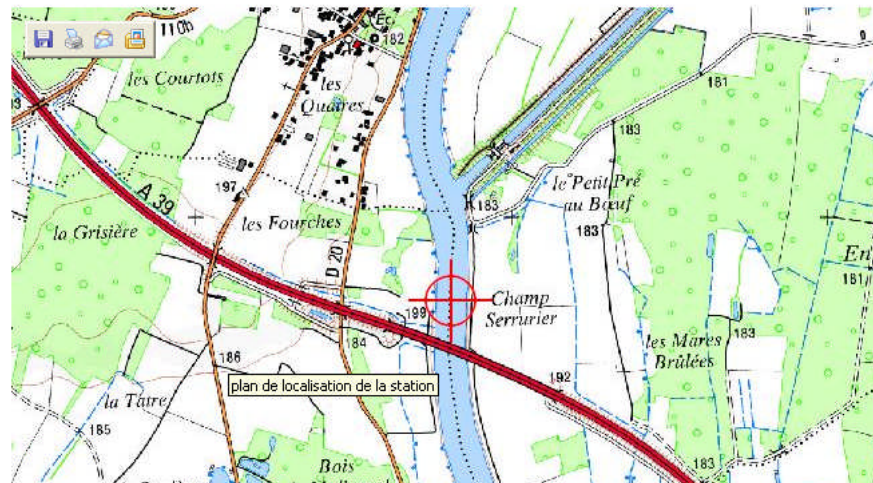 110b
Ec.
182
les Courtots
les
Quaires
181
183
A 39
197
le Petit Pré
au Bœuf
183
la Grisière
les Fourches
183
En
D 20
181
199
Champ
Serrurier
184
183
les Mares
Brûlées
186
192
plan de localisation de la station
la Tatre
185
Bois
183